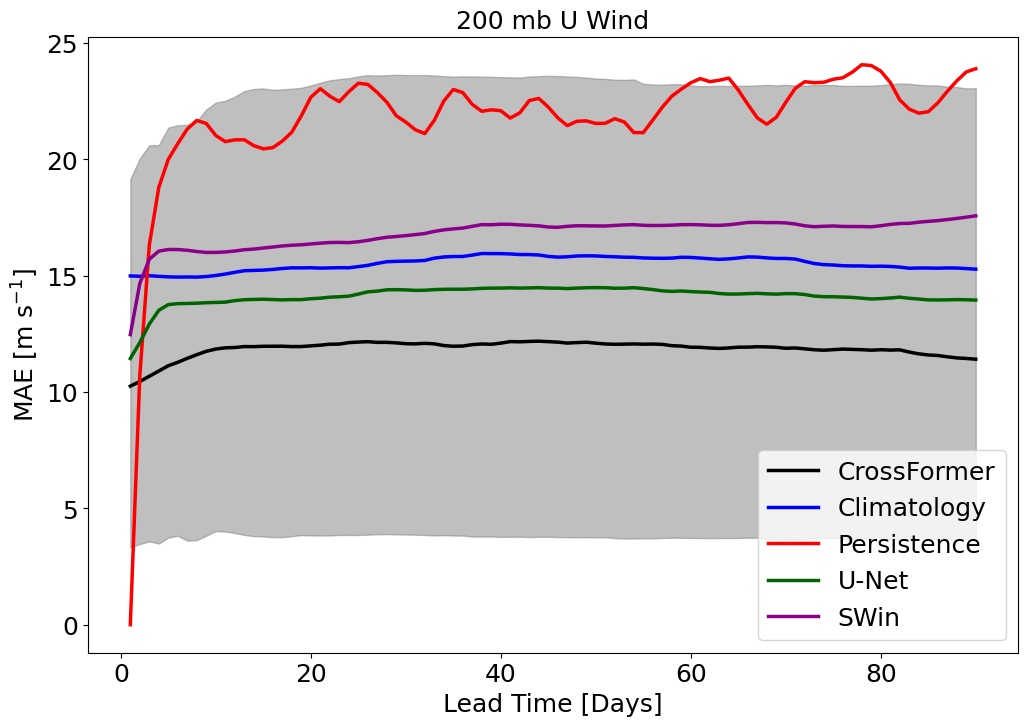 200 mb U Wind
MAE [m s⁻¹]
25
20
15
10
5
0
0 20 40 60 80
Lead Time [Days]
CrossFormer
Climatology
Persistence
U-Net
SWin